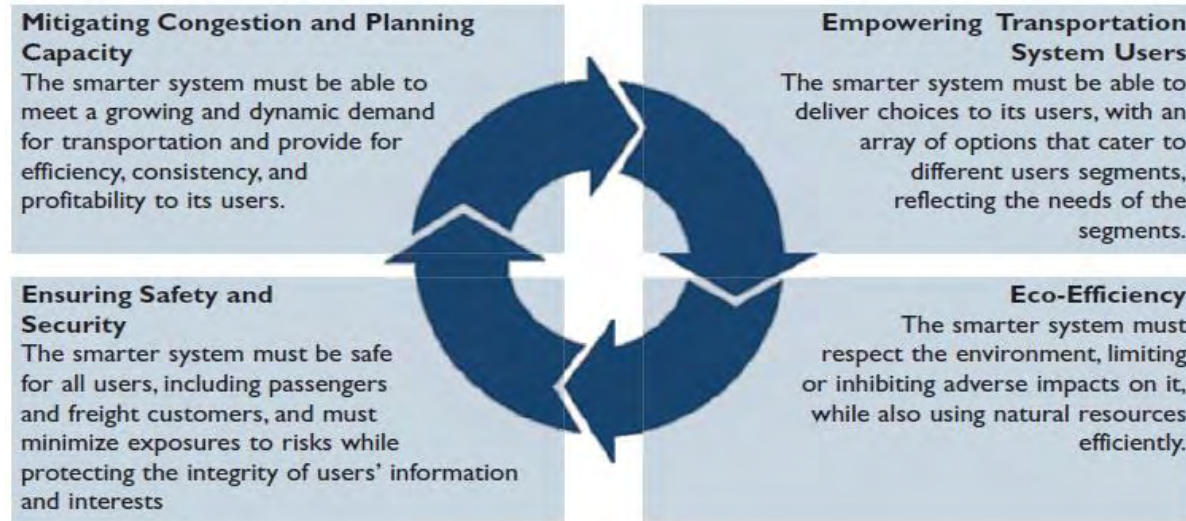 Mitigating Congestion and Planning
Capacity
The smarter system must be able to
meet a growing and dynamic demand
for transportation and provide for
efficiency, consistency, and
profitability to its users.
Empowering Transportation
System Users
The smarter system must be able to
deliver choices to its users, with an
array of options that cater to
different users segments,
reflecting the needs of the
segments.
Ensuring Safety and
Security
The smarter system must be safe
for all users, including passengers
and freight customers, and must
minimize exposures to risks while
protecting the integrity of users’ information
and interests
Eco-Efficiency
The smarter system must
respect the environment, limiting
or inhibiting adverse impacts on it,
while also using natural resources
efficiently.